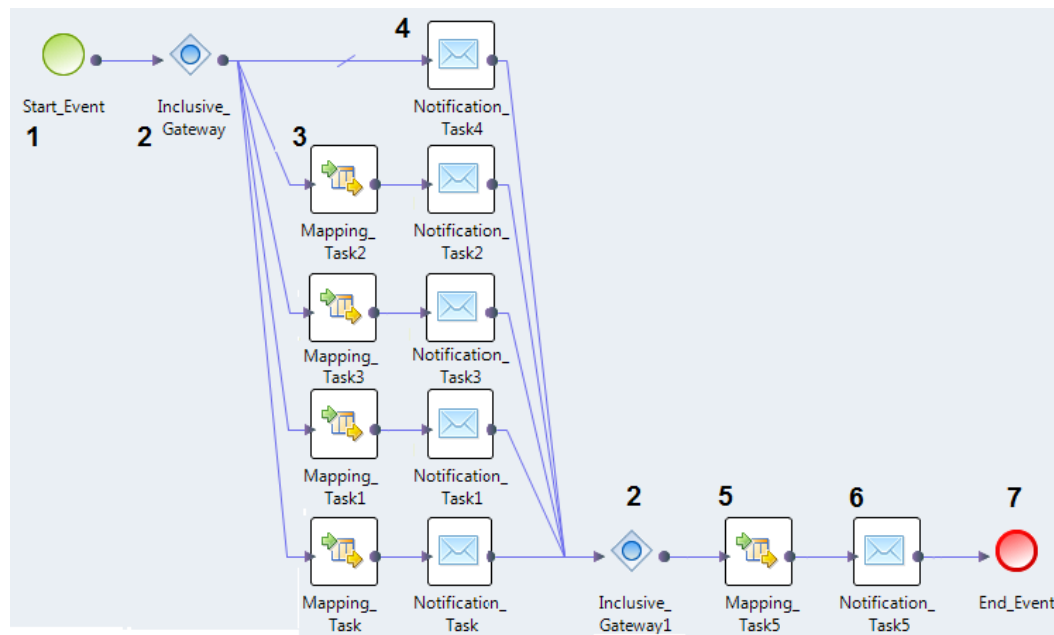 4
Start_Event
Inclusive_
Gateway
Notification_
Task4
1
2
3
Mapping_
Task2
Notification_
Task2
Mapping_
Task3
Notification_
Task3
Mapping_
Task1
Notification_
Task1
2
5
6
7
Mapping_
Task
Notification_
Task
Inclusive_
Gateway1
Mapping_
Task5
Notification_
Task5
End_Event